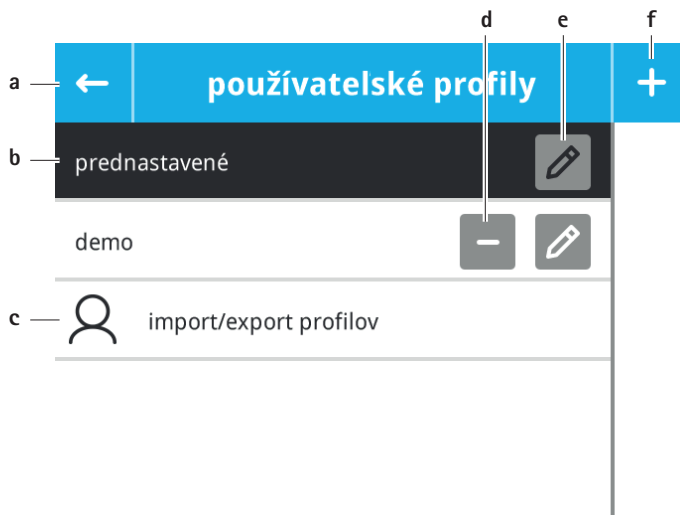 d e f
a používatelské profily
b prednastavené
demo
c import/export profilov